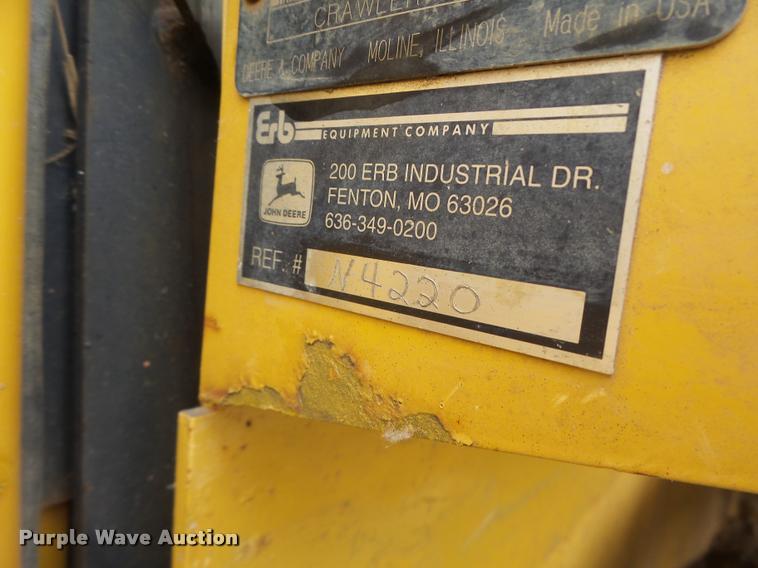 CRAWLER
DEERE & COMPANY MOLINE, ILLINOIS Made in USA
Erb
EQUIPMENT COMPANY
200 ERB INDUSTRIAL DR.
FENTON, MO 63026
636-349-0200
JOHN DEERE
REF. # N4220
Purple Wave Auction